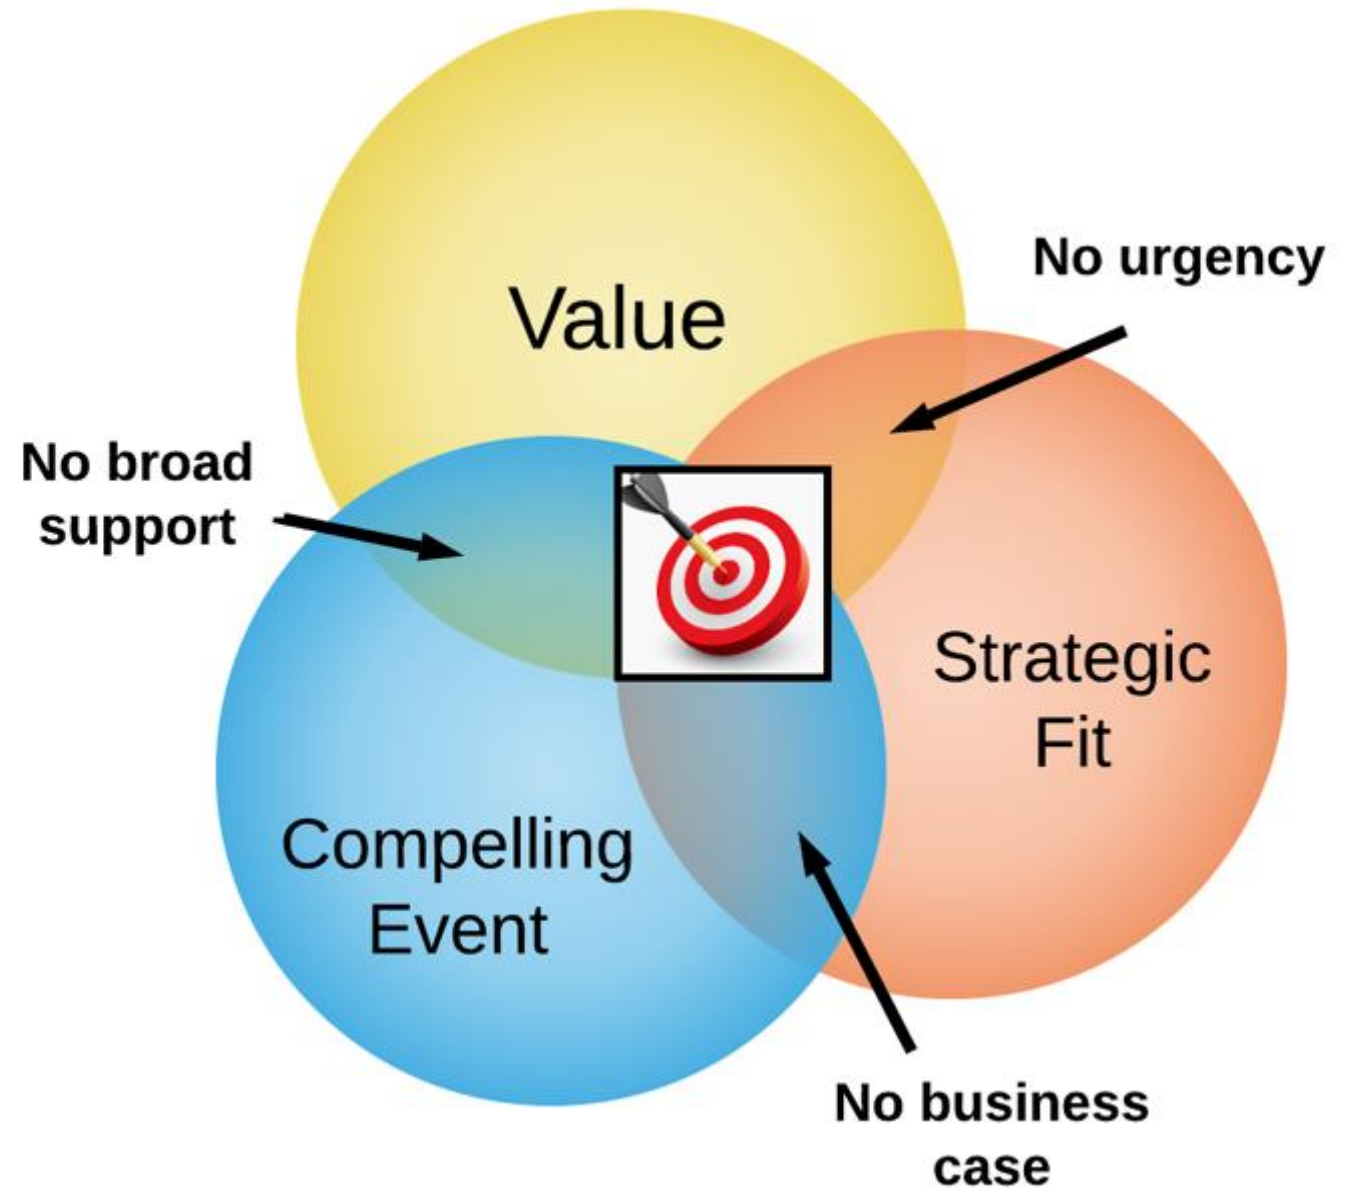 Value
No urgency
No broad
support
Strategic
Fit
Compelling
Event
No business
case